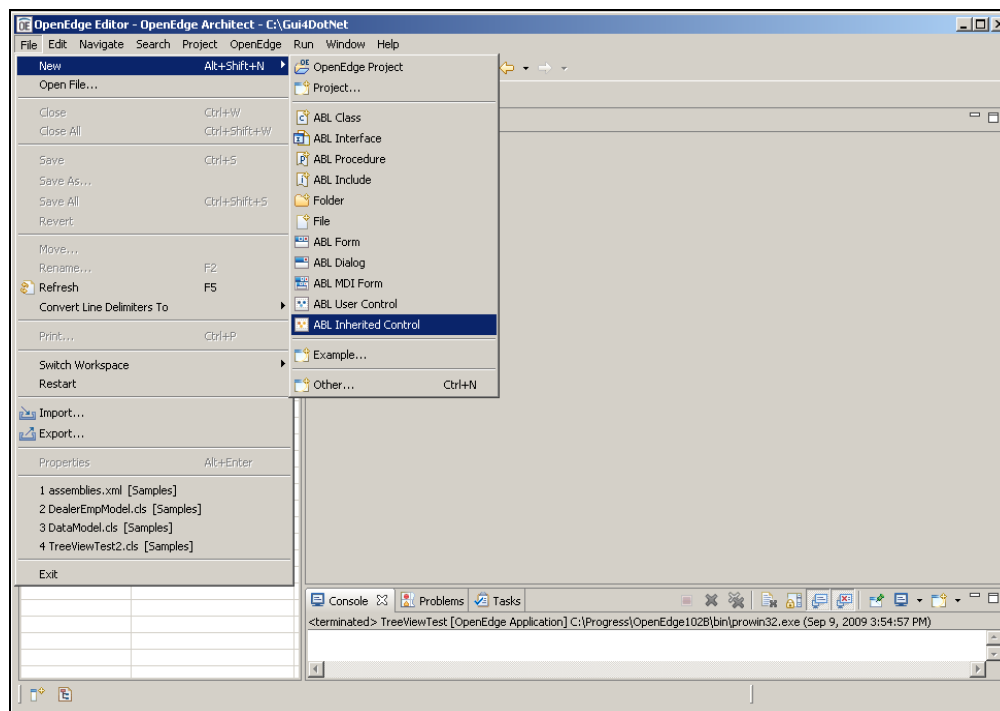 OpenEdge Editor - OpenEdge Architect - C:\Gui4DotNet
File Edit Navigate Search Project OpenEdge Run Window Help
New Alt+Shift+N
Open File...
Close Ctrl+W
Close All Ctrl+Shift+W
Save Ctrl+S
Save As...
Save All Ctrl+Shift+S
Revert
Move...
Rename... F2
Refresh F5
Convert Line Delimiters To
Print... Ctrl+P
Switch Workspace
Restart
Import...
Export...
Properties Alt+Enter
1 assemblies.xml [Samples]
2 DealerEmpModel.cls [Samples]
3 DataModel.cls [Samples]
4 TreeViewTest2.cls [Samples]
Exit
OpenEdge Project
Project...
ABL Class
ABL Interface
ABL Procedure
ABL Include
Folder
File
ABL Form
ABL Dialog
ABL MDI Form
ABL User Control
ABL Inherited Control
Example...
Other... Ctrl+N
Console Problems Tasks
<terminated> TreeViewTest [OpenEdge Application] C:\Progress\OpenEdge102B\bin\prowin32.exe (Sep 9, 2009 3:54:57 PM)